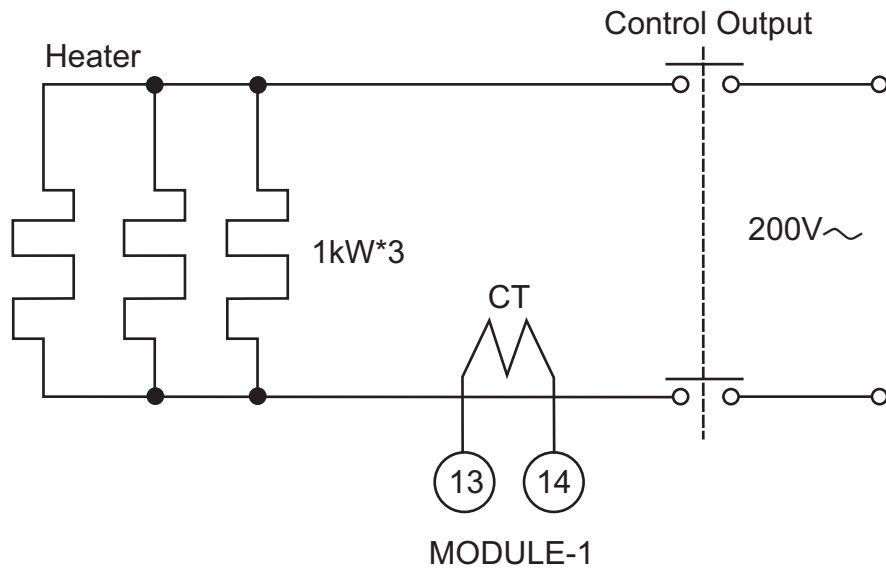 Control Output
Heater
200V～
1kW*3
CT
13
14
MODULE-1